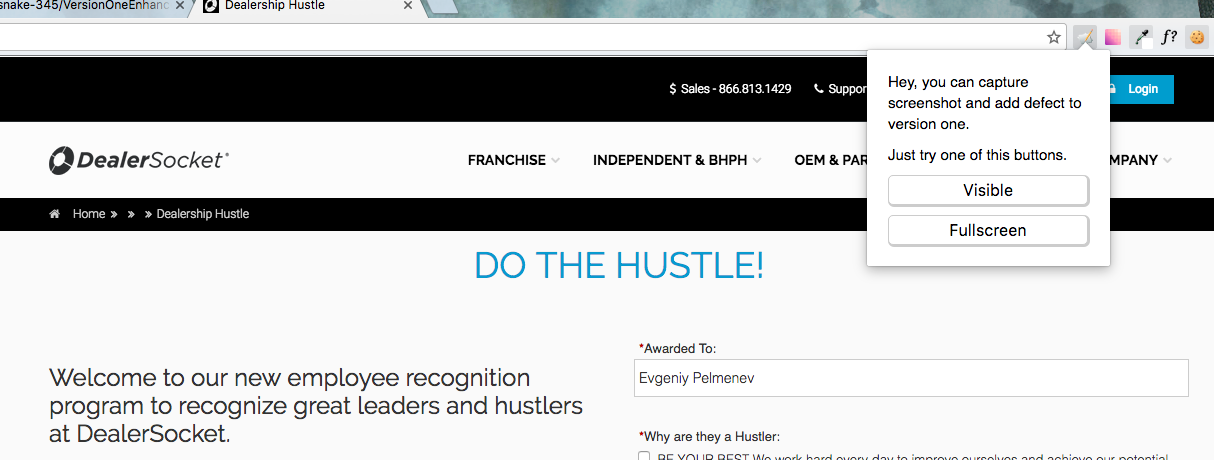 snake-345/VersionOneEnhanc
Dealership Hustle
f?
Hey, you can capture
screenshot and add defect to
version one.
Just try one of this buttons.
Visible
Fullscreen
$ Sales - 866.813.1429 Suppor
Login
DealerSocket
FRANCHISE INDEPENDENT & BHPH OEM & PAR MPANY
Home » » » Dealership Hustle
DO THE HUSTLE!
Welcome to our new employee recognition
program to recognize great leaders and hustlers
at DealerSocket.
*Awarded To:
Evgeniy Pelmenev
*Why are they a Hustler:
BE YOUR BEST We work hard every day to improve ourselves and achieve our potential